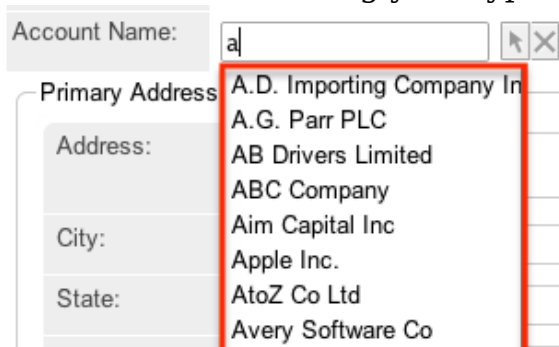 Account Name:
a
Primary Address
A.D. Importing Company In
A.G. Parr PLC
Address:
AB Drivers Limited
ABC Company
Aim Capital Inc
City:
Apple Inc.
State:
AtoZ Co Ltd
Avery Software Co